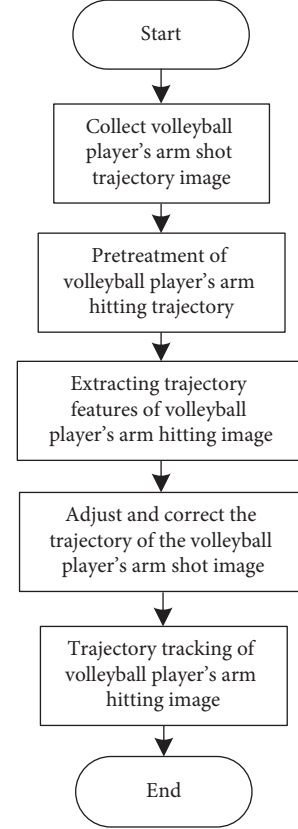 Start
Collect volleyball
player's arm shot
trajectory image
Pretreatment of
volleyball player's arm
hitting trajectory
Extracting trajectory
features of volleyball
player's arm hitting image
Adjust and correct the
trajectory of the volleyball
player's arm shot image
Trajectory tracking of
volleyball player's arm
hitting image
End